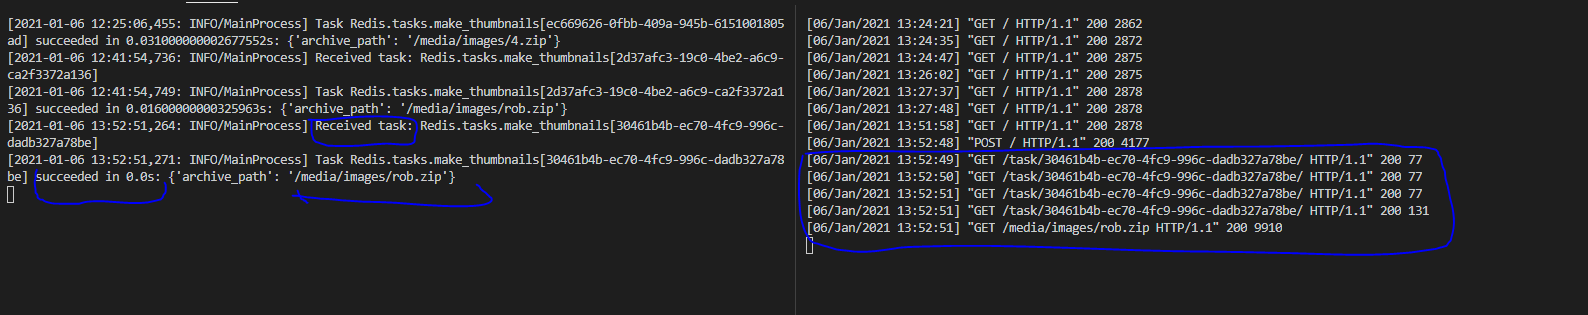 [2021-01-06 12:25:06,455: INFO/MainProcess] Task Redis.tasks.make_thumbnails[ec669626-0fbb-409a-945b-6151001805
ad] succeeded in 0.031000000002677552s: {'archive_path': '/media/images/4.zip'}
[2021-01-06 12:41:54,736: INFO/MainProcess] Received task: Redis.tasks.make_thumbnails[2d37afc3-19c0-4be2-a6c9-
ca2f3372a136]
[2021-01-06 12:41:54,749: INFO/MainProcess] Task Redis.tasks.make_thumbnails[2d37afc3-19c0-4be2-a6c9-ca2f3372a1
36] succeeded in 0.01600000000325963s: {'archive_path': '/media/images/rob.zip'}
[2021-01-06 13:52:51,264: INFO/MainProcess] Received task: Redis.tasks.make_thumbnails[30461b4b-ec70-4fc9-996c-
dadb327a78be]
[2021-01-06 13:52:51,271: INFO/MainProcess] Task Redis.tasks.make_thumbnails[30461b4b-ec70-4fc9-996c-dadb327a78
be] succeeded in 0.0s: {'archive_path': '/media/images/rob.zip'}
[06/Jan/2021 13:24:21] "GET / HTTP/1.1" 200 2862
[06/Jan/2021 13:24:35] "GET / HTTP/1.1" 200 2872
[06/Jan/2021 13:24:47] "GET / HTTP/1.1" 200 2875
[06/Jan/2021 13:26:02] "GET / HTTP/1.1" 200 2875
[06/Jan/2021 13:27:37] "GET / HTTP/1.1" 200 2878
[06/Jan/2021 13:27:48] "GET / HTTP/1.1" 200 2878
[06/Jan/2021 13:51:58] "GET / HTTP/1.1" 200 2878
[06/Jan/2021 13:52:48] "POST / HTTP/1.1" 200 4177
[06/Jan/2021 13:52:49] "GET /task/30461b4b-ec70-4fc9-996c-dadb327a78be/ HTTP/1.1" 200 77
[06/Jan/2021 13:52:50] "GET /task/30461b4b-ec70-4fc9-996c-dadb327a78be/ HTTP/1.1" 200 77
[06/Jan/2021 13:52:51] "GET /task/30461b4b-ec70-4fc9-996c-dadb327a78be/ HTTP/1.1" 200 77
[06/Jan/2021 13:52:51] "GET /task/30461b4b-ec70-4fc9-996c-dadb327a78be/ HTTP/1.1" 200 131
[06/Jan/2021 13:52:51] "GET /media/images/rob.zip HTTP/1.1" 200 9910